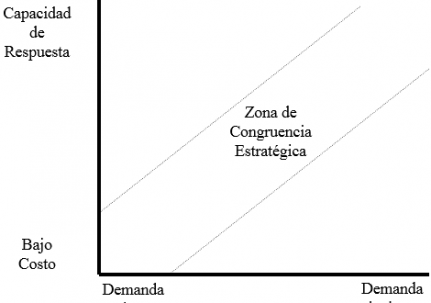 Capacidad
de
Respuesta
Zona de
Congruencia
Estratégica
Bajo
Costo
Demanda
Demanda